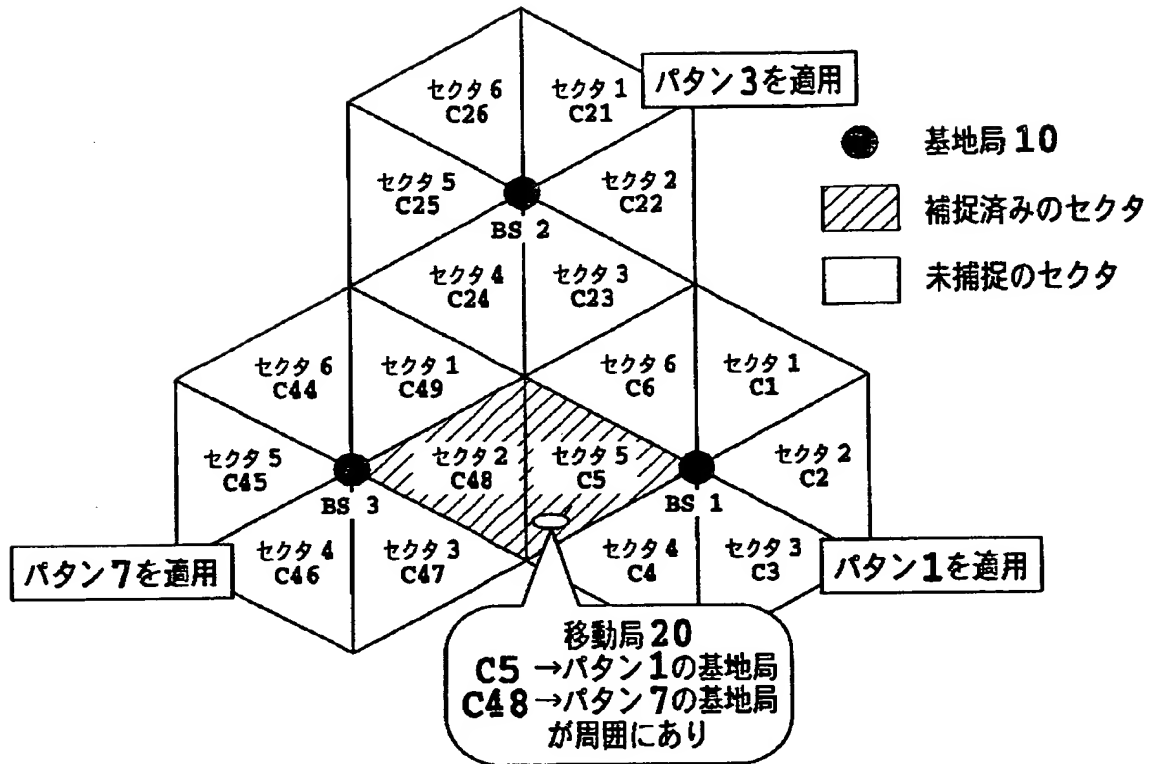 セクタ 6
C26
セクタ 1
C21
パタン3を適用
セクタ 5
C25
セクタ 2
C22
BS 2
セクタ 4
C24
セクタ 3
C23
基地局 10
補捉済みのセクタ
未補捉のセクタ
セクタ 6
C44
セクタ 1
C49
セクタ 6
C6
セクタ 1
C1
セクタ 5
C45
セクタ 2
C48
セクタ 5
C5
セクタ 2
C2
BS 3
BS 1
セクタ 4
C46
セクタ 3
C47
セクタ 4
C4
セクタ 3
C3
パタン7を適用
パタン1を適用
移動局 20
C5 →パタン1の基地局
C48 →パタン7の基地局
が周囲にあり